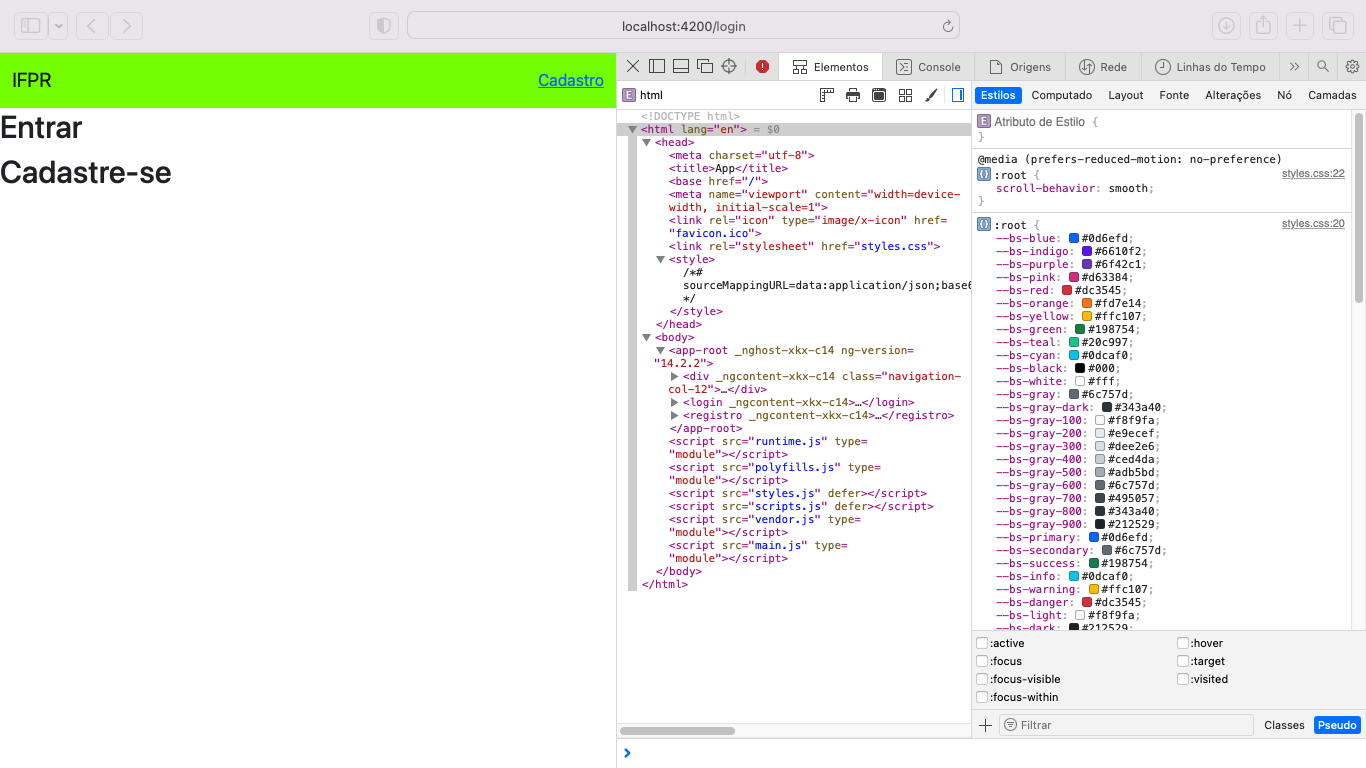 localhost:4200/login
IFPR
Cadastro
Entrar
Cadastre-se
Elementos
Console
Origens
Rede
Linhas do Tempo
E html
Estilos
Computado
Layout
Fonte
Alterações
Nó
Camadas
<!DOCTYPE html>
<html lang="en"> = $0
<head>
<meta charset="utf-8">
<title>App</title>
<base href="/">
<meta name="viewport" content="width=device-
width, initial-scale=1">
<link rel="icon" type="image/x-icon" href=
"favicon.ico">
<link rel="stylesheet" href="styles.css">
<style>
/*#
sourceMappingURL=data:application/json;base6
*/
</style>
</head>
<body>
<app-root _nghost-xkx-c14 ng-version=
"14.2.2">
<div _ngcontent-xkx-c14 class="navigation-
col-12">…</div>
<login _ngcontent-xkx-c14>…</login>
<registro _ngcontent-xkx-c14>…</registro>
</app-root>
<script src="runtime.js" type=
"module"></script>
<script src="polyfills.js" type=
"module"></script>
<script src="styles.js" defer></script>
<script src="scripts.js" defer></script>
<script src="vendor.js" type=
"module"></script>
<script src="main.js" type=
"module"></script>
</body>
</html>
E Atributo de Estilo {
}
@media (prefers-reduced-motion: no-preference)
:root { styles.css:22
scroll-behavior: smooth;
}
:root { styles.css:20
--bs-blue: #0d6efd;
--bs-indigo: #6610f2;
--bs-purple: #6f42c1;
--bs-pink: #d63384;
--bs-red: #dc3545;
--bs-orange: #fd7e14;
--bs-yellow: #ffc107;
--bs-green: #198754;
--bs-teal: #20c997;
--bs-cyan: #0dcaf0;
--bs-black: #000;
--bs-white: #fff;
--bs-gray: #6c757d;
--bs-gray-dark: #343a40;
--bs-gray-100: #f8f9fa;
--bs-gray-200: #e9ecef;
--bs-gray-300: #dee2e6;
--bs-gray-400: #ced4da;
--bs-gray-500: #adb5bd;
--bs-gray-600: #6c757d;
--bs-gray-700: #495057;
--bs-gray-800: #343a40;
--bs-gray-900: #212529;
--bs-primary: #0d6efd;
--bs-secondary: #6c757d;
--bs-success: #198754;
--bs-info: #0dcaf0;
--bs-warning: #ffc107;
--bs-danger: #dc3545;
--bs-light: #f8f9fa;
--bs-dark: #212529;
:active
:hover
:focus
:target
:focus-visible
:visited
:focus-within
Filtrar
Classes
Pseudo